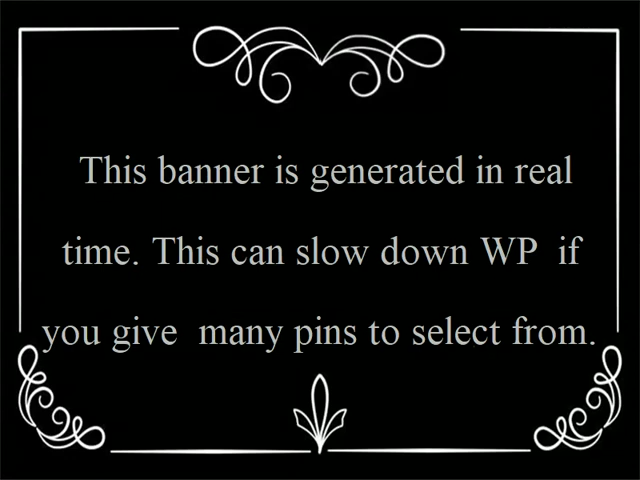 This banner is generated in real
time. This can slow down WP  if
you give  many pins to select from.